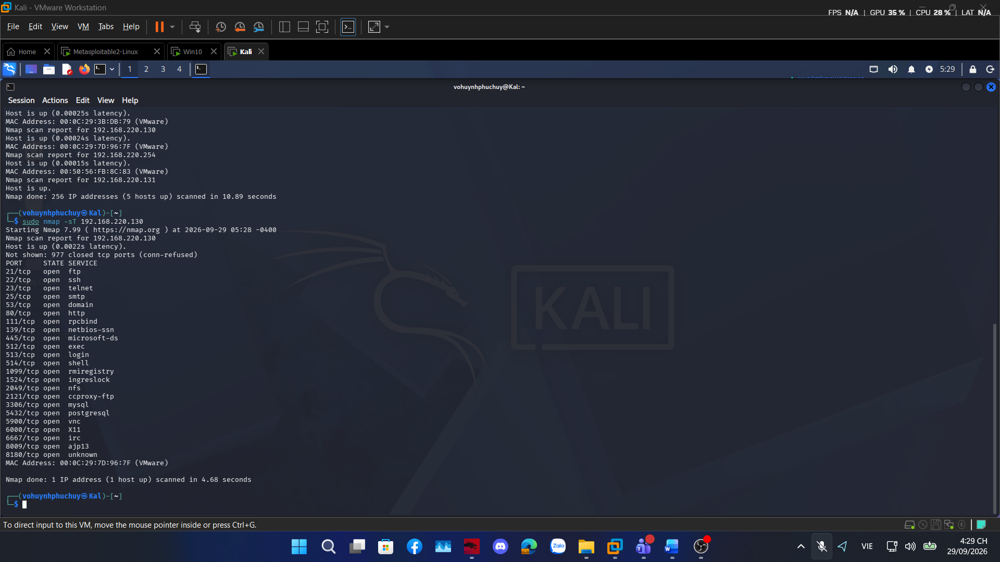 Kali - VMware Workstation
FPS N/A | GPU 35 % | CPU 28 % | LAT N/A
File Edit View VM Tabs Help
Home Metasploitable2-Linux Win10 Kali
1 2 3 4 5:29
vohuynhphuchuy@Kal: ~
Session Actions Edit View Help
Host is up (0.00025s latency).
MAC Address: 00:0C:29:3B:DB:79 (VMware)
Nmap scan report for 192.168.220.130
Host is up (0.00024s latency).
MAC Address: 00:0C:29:7D:96:7F (VMware)
Nmap scan report for 192.168.220.254
Host is up (0.00015s latency).
MAC Address: 00:50:56:FB:8C:83 (VMware)
Nmap scan report for 192.168.220.131
Host is up.
Nmap done: 256 IP addresses (5 hosts up) scanned in 10.89 seconds
┌──(vohuynhphuchuy㉿Kal)-[~]
└─$ sudo nmap -sT 192.168.220.130
Starting Nmap 7.99 ( https://nmap.org ) at 2026-09-29 05:28 -0400
Nmap scan report for 192.168.220.130
Host is up (0.0022s latency).
Not shown: 977 closed tcp ports (conn-refused)
PORT STATE SERVICE
21/tcp open ftp
22/tcp open ssh
23/tcp open telnet
25/tcp open smtp
53/tcp open domain
80/tcp open http
111/tcp open rpcbind
139/tcp open netbios-ssn
445/tcp open microsoft-ds
512/tcp open exec
513/tcp open login
514/tcp open shell
1099/tcp open rmiregistry
1524/tcp open ingreslock
2049/tcp open nfs
2121/tcp open ccproxy-ftp
3306/tcp open mysql
5432/tcp open postgresql
5900/tcp open vnc
6000/tcp open X11
6667/tcp open irc
8009/tcp open ajp13
8180/tcp open unknown
MAC Address: 00:0C:29:7D:96:7F (VMware)
Nmap done: 1 IP address (1 host up) scanned in 4.68 seconds
┌──(vohuynhphuchuy㉿Kal)-[~]
└─$
KALI
To direct input to this VM, move the mouse pointer inside or press Ctrl+G.
Zalo
VIE
4:29 CH
29/09/2026